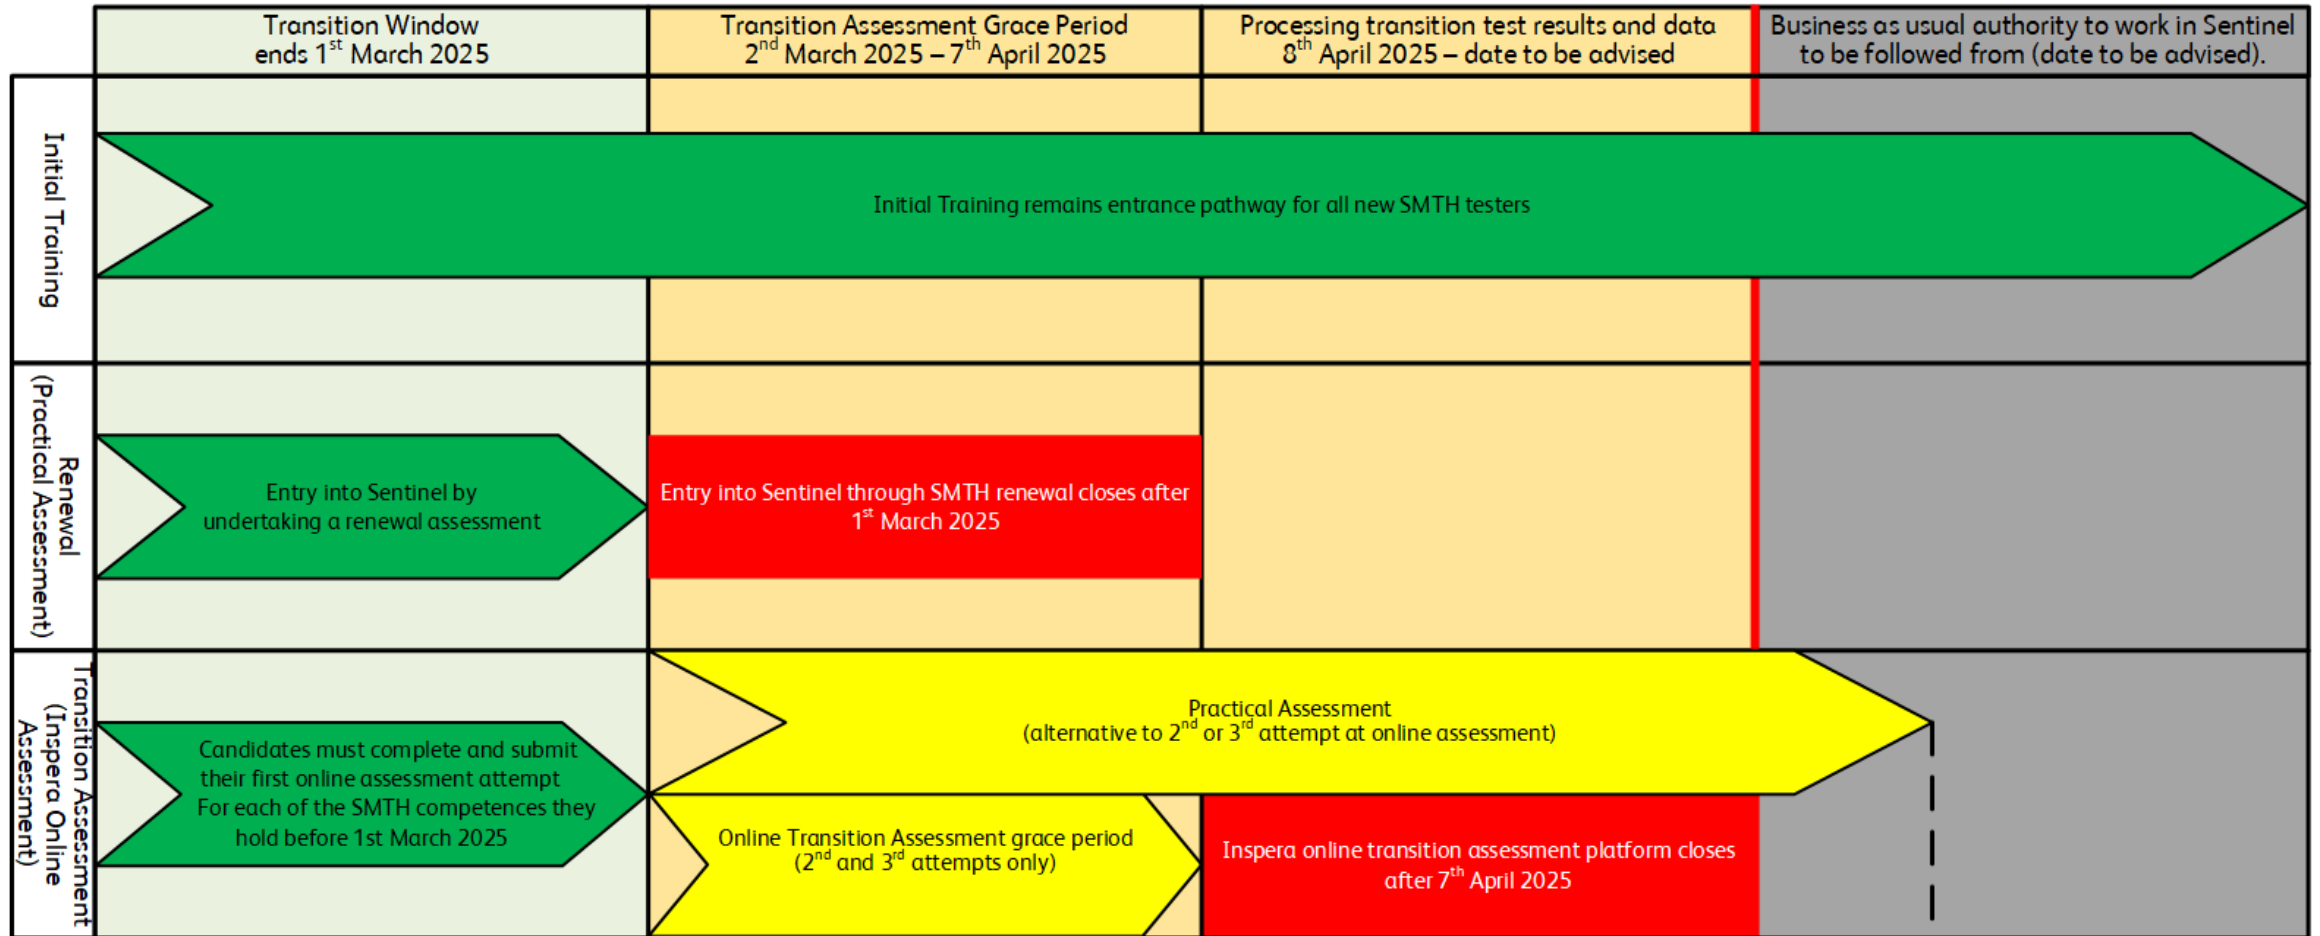 Transition Window
ends 1st March 2025
Transition Assessment Grace Period
2nd March 2025 – 7th April 2025
Processing transition test results and data
8th April 2025 – date to be advised
Business as usual authority to work in Sentinel
to be followed from (date to be advised).
Initial Training
Initial Training remains entrance pathway for all new SMTH testers
Renewal
(Practical Assessment)
Entry into Sentinel by
undertaking a renewal assessment
Entry into Sentinel through SMTH renewal closes after
1st March 2025
Transition Assessment
(Inspera Online
Assessment)
Candidates must complete and submit
their first online assessment attempt
For each of the SMTH competences they
hold before 1st March 2025
Practical Assessment
(alternative to 2nd or 3rd attempt at online assessment)
Online Transition Assessment grace period
(2nd and 3rd attempts only)
Inspera online transition assessment platform closes
after 7th April 2025